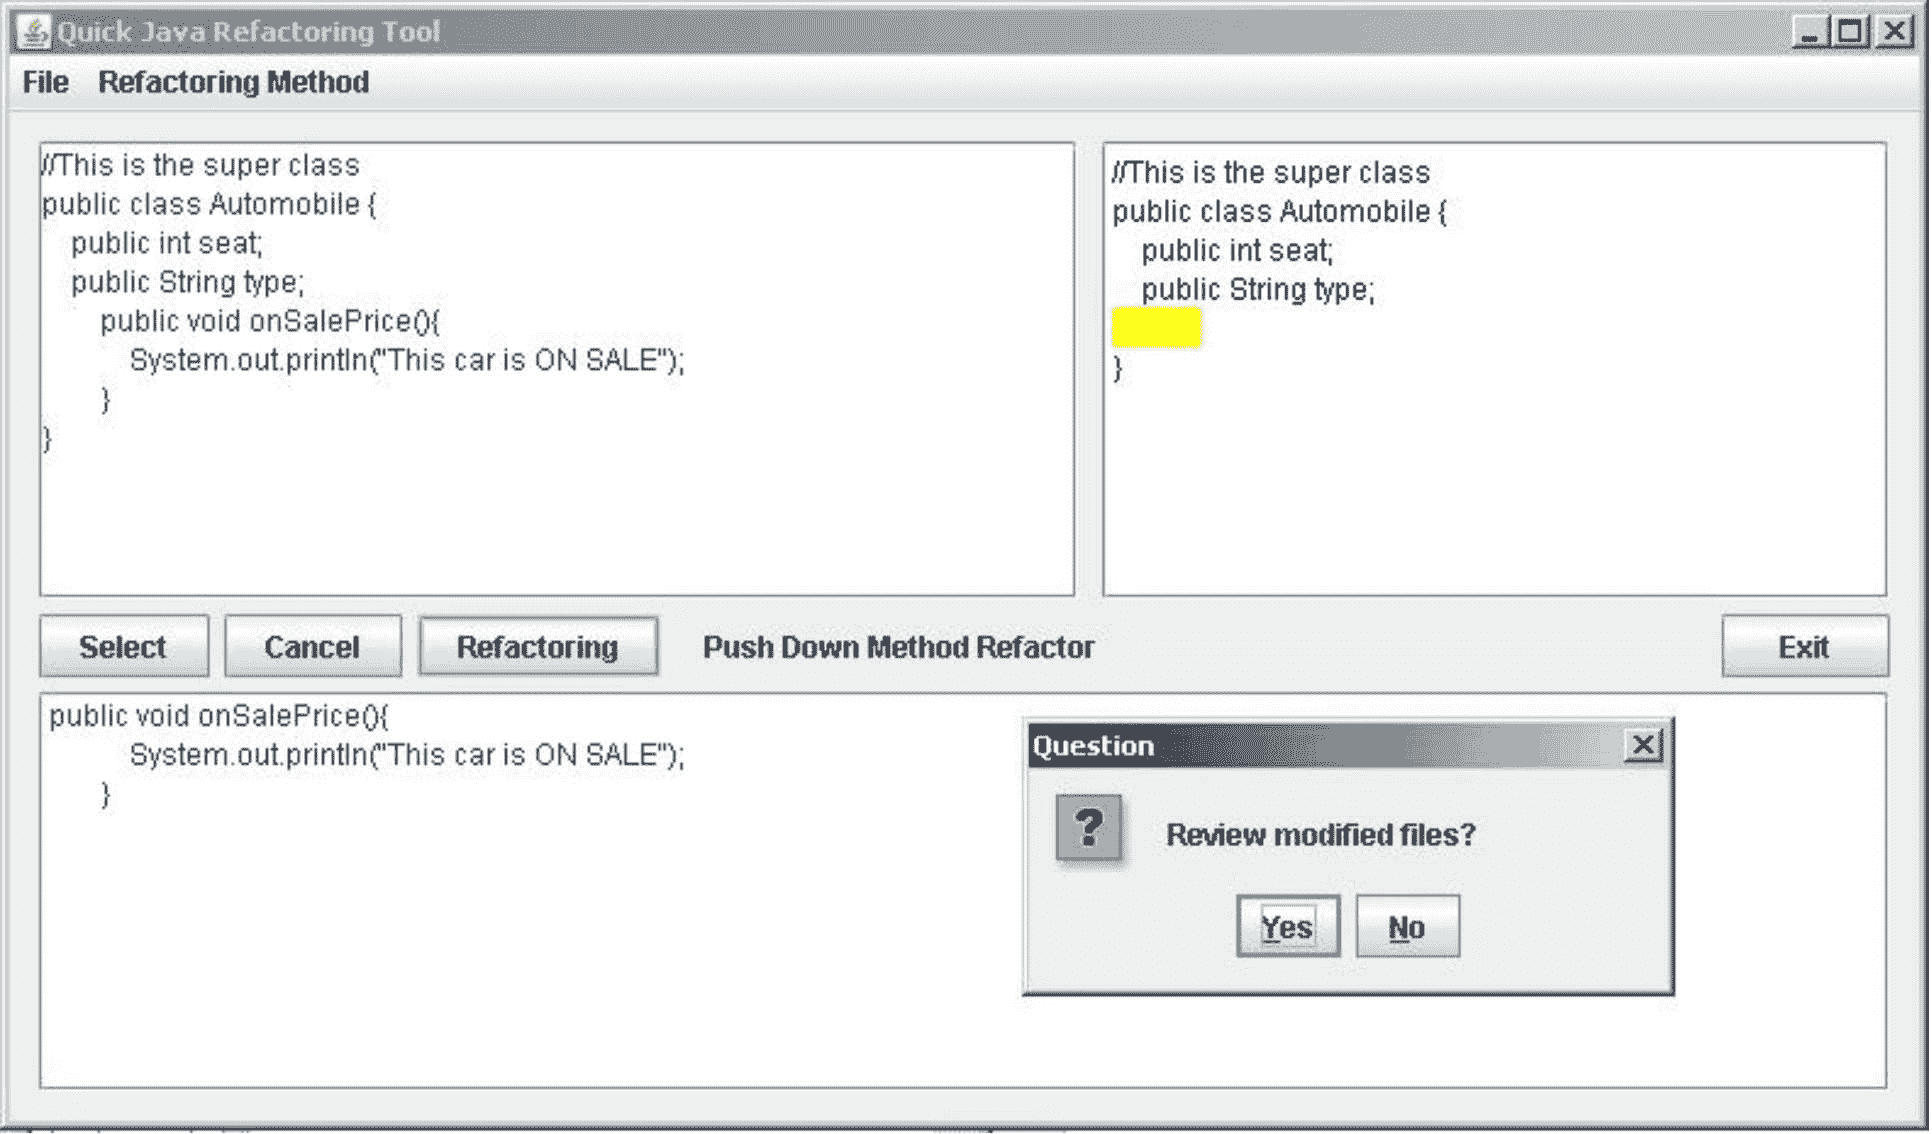 Quick Java Refactoring Tool
File Refactoring Method
//This is the super class
public class Automobile {
public int seat;
public String type;
public void onSalePrice(){
System.out.println("This car is ON SALE");
}
}
//This is the super class
public class Automobile {
public int seat;
public String type;
}
Select Cancel Refactoring Push Down Method Refactor Exit
public void onSalePrice(){
System.out.println("This car is ON SALE");
}
Question
? Review modified files?
Yes No